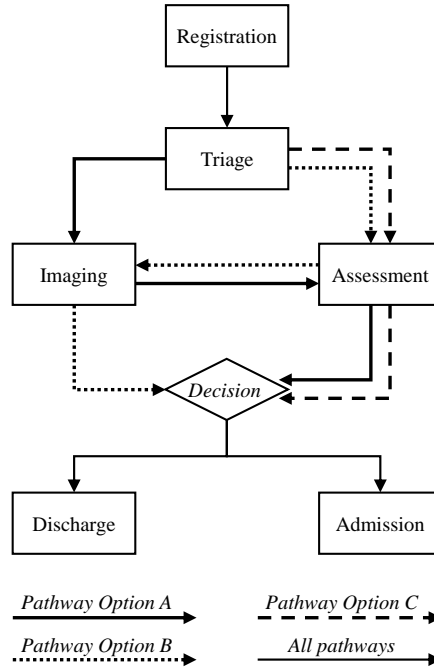 Registration
Triage
Imaging
Assessment
Decision
Discharge
Admission
Pathway Option A
Pathway Option C
Pathway Option B
All pathways